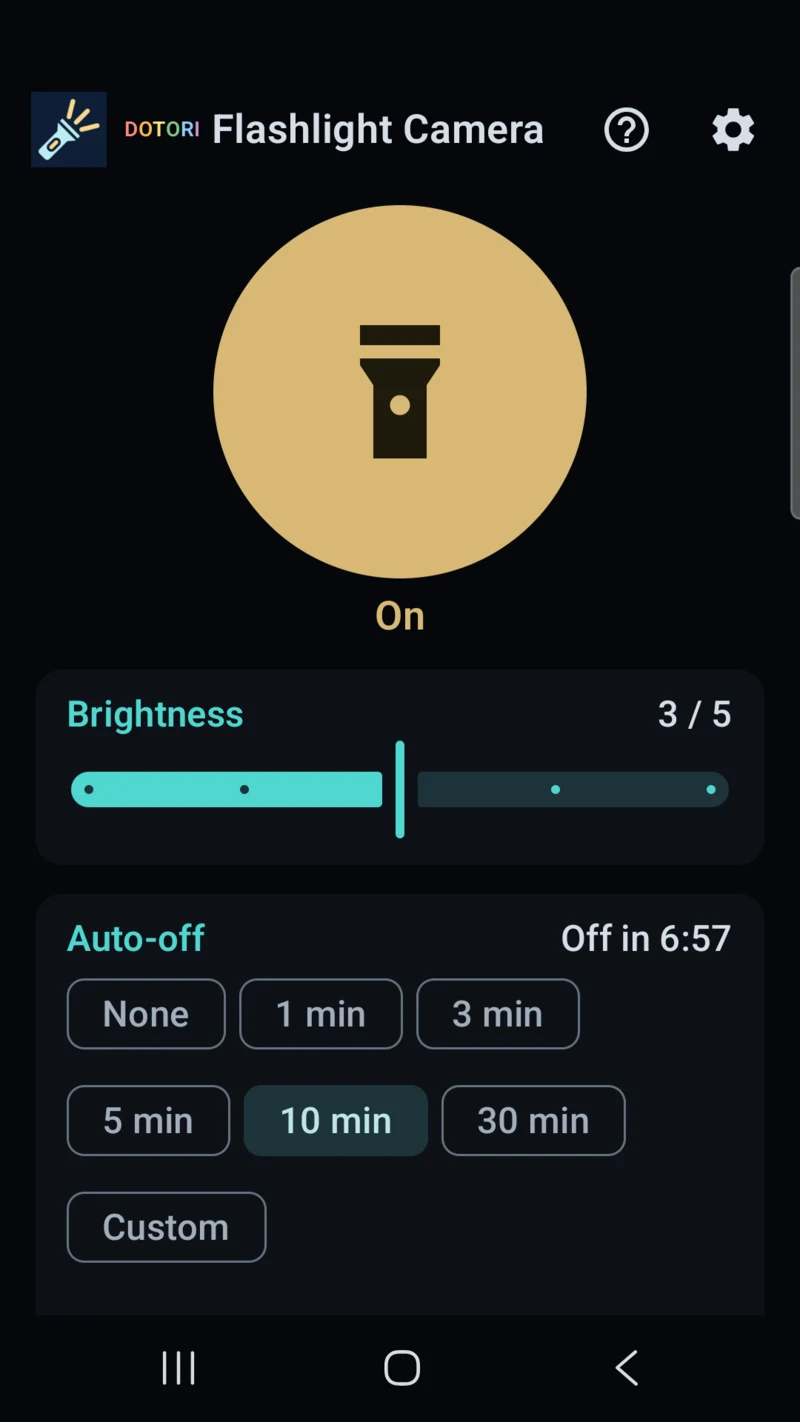 DOTORI Flashlight Camera
On
Brightness 3 / 5
Auto-off Off in 6:57
None 1 min 3 min
5 min 10 min 30 min
Custom